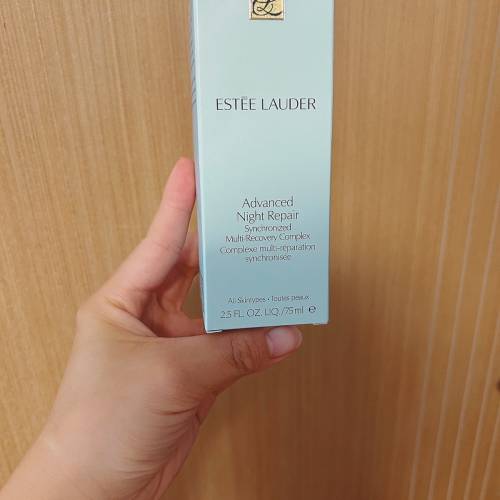 ESTĒE LAUDER
Advanced
Night Repair
Synchronized
Multi-Recovery Complex
Complexe multi-réparation
synchronisée
All Skintypes • Toutes peaux
2.5 FL. OZ. LIQ./75 ml ℮